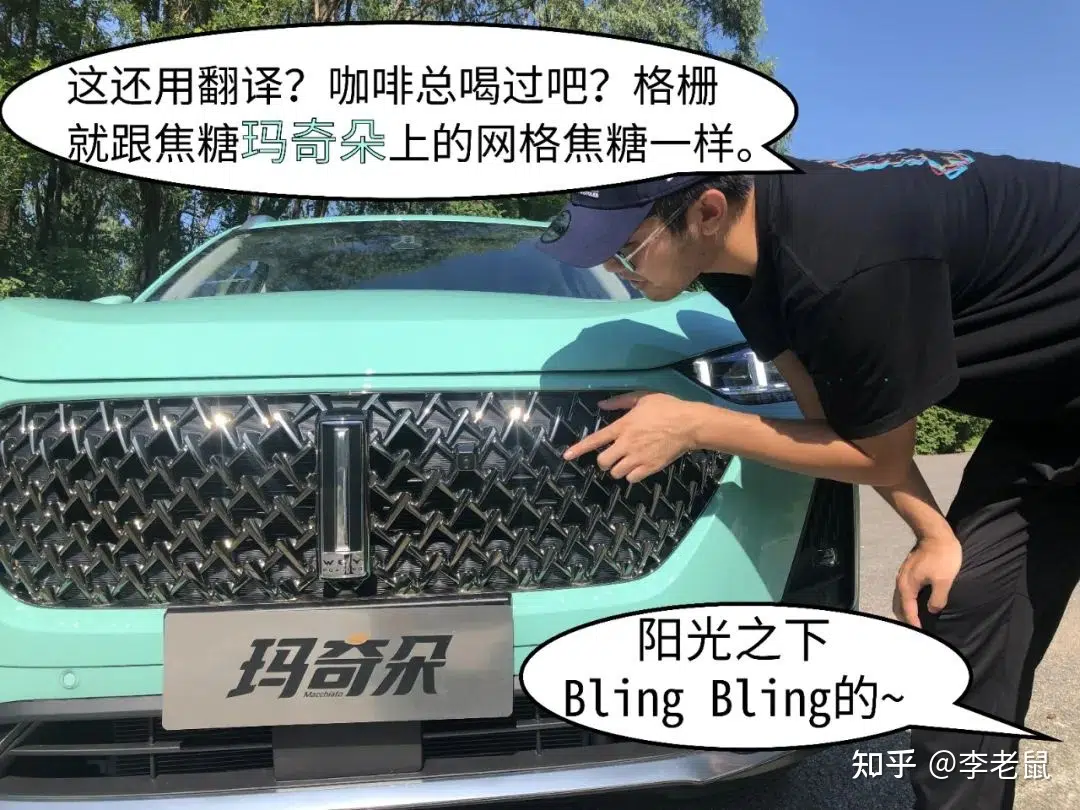 这还用翻译？咖啡总喝过吧？格栅
就跟焦糖玛奇朵上的网格焦糖一样。
WEY
玛奇朵
Macchiato
阳光之下
Bling Bling的~
知乎 @李老鼠